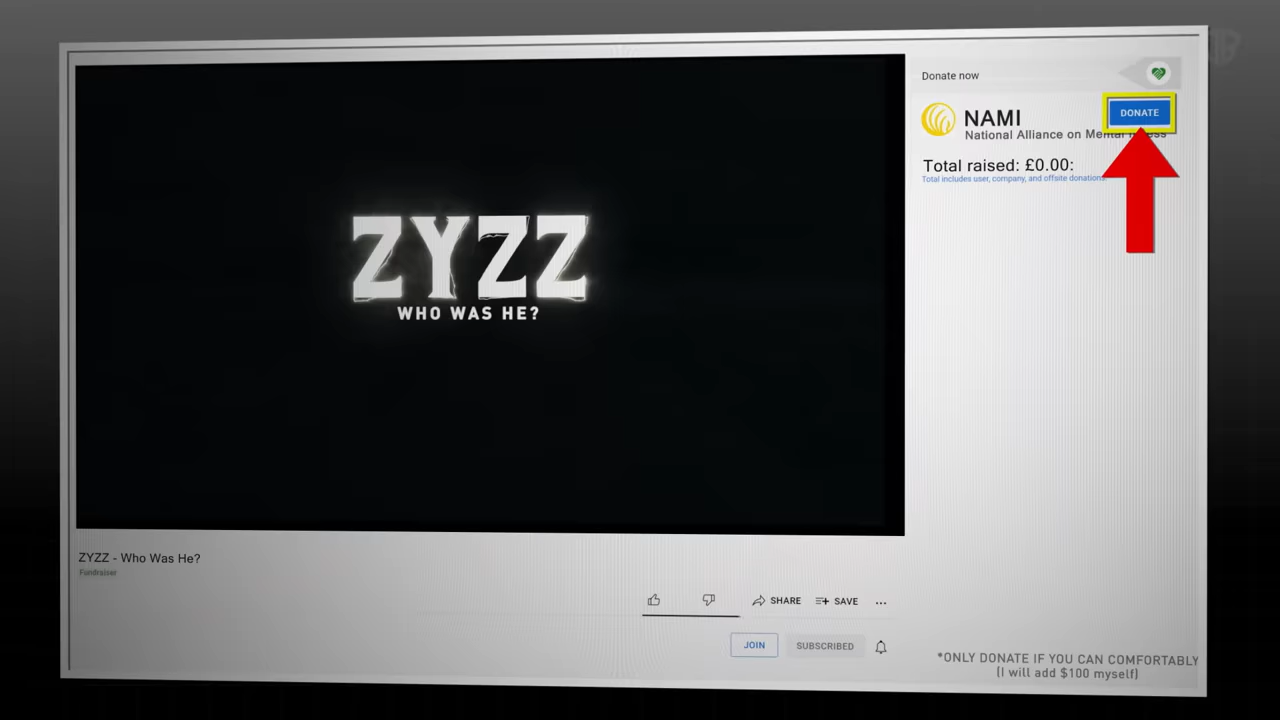 ZYZZ
WHO WAS HE?
Donate now
DONATE
NAMI
National Alliance on Mental
Total raised: £0.00:
Total includes user, company, and offsite donations.
ZYZZ - Who Was He?
Fundraiser
SHARE
SAVE
JOIN
SUBSCRIBED
*ONLY DONATE IF YOU CAN COMFORTABLY
(I will add $100 myself)